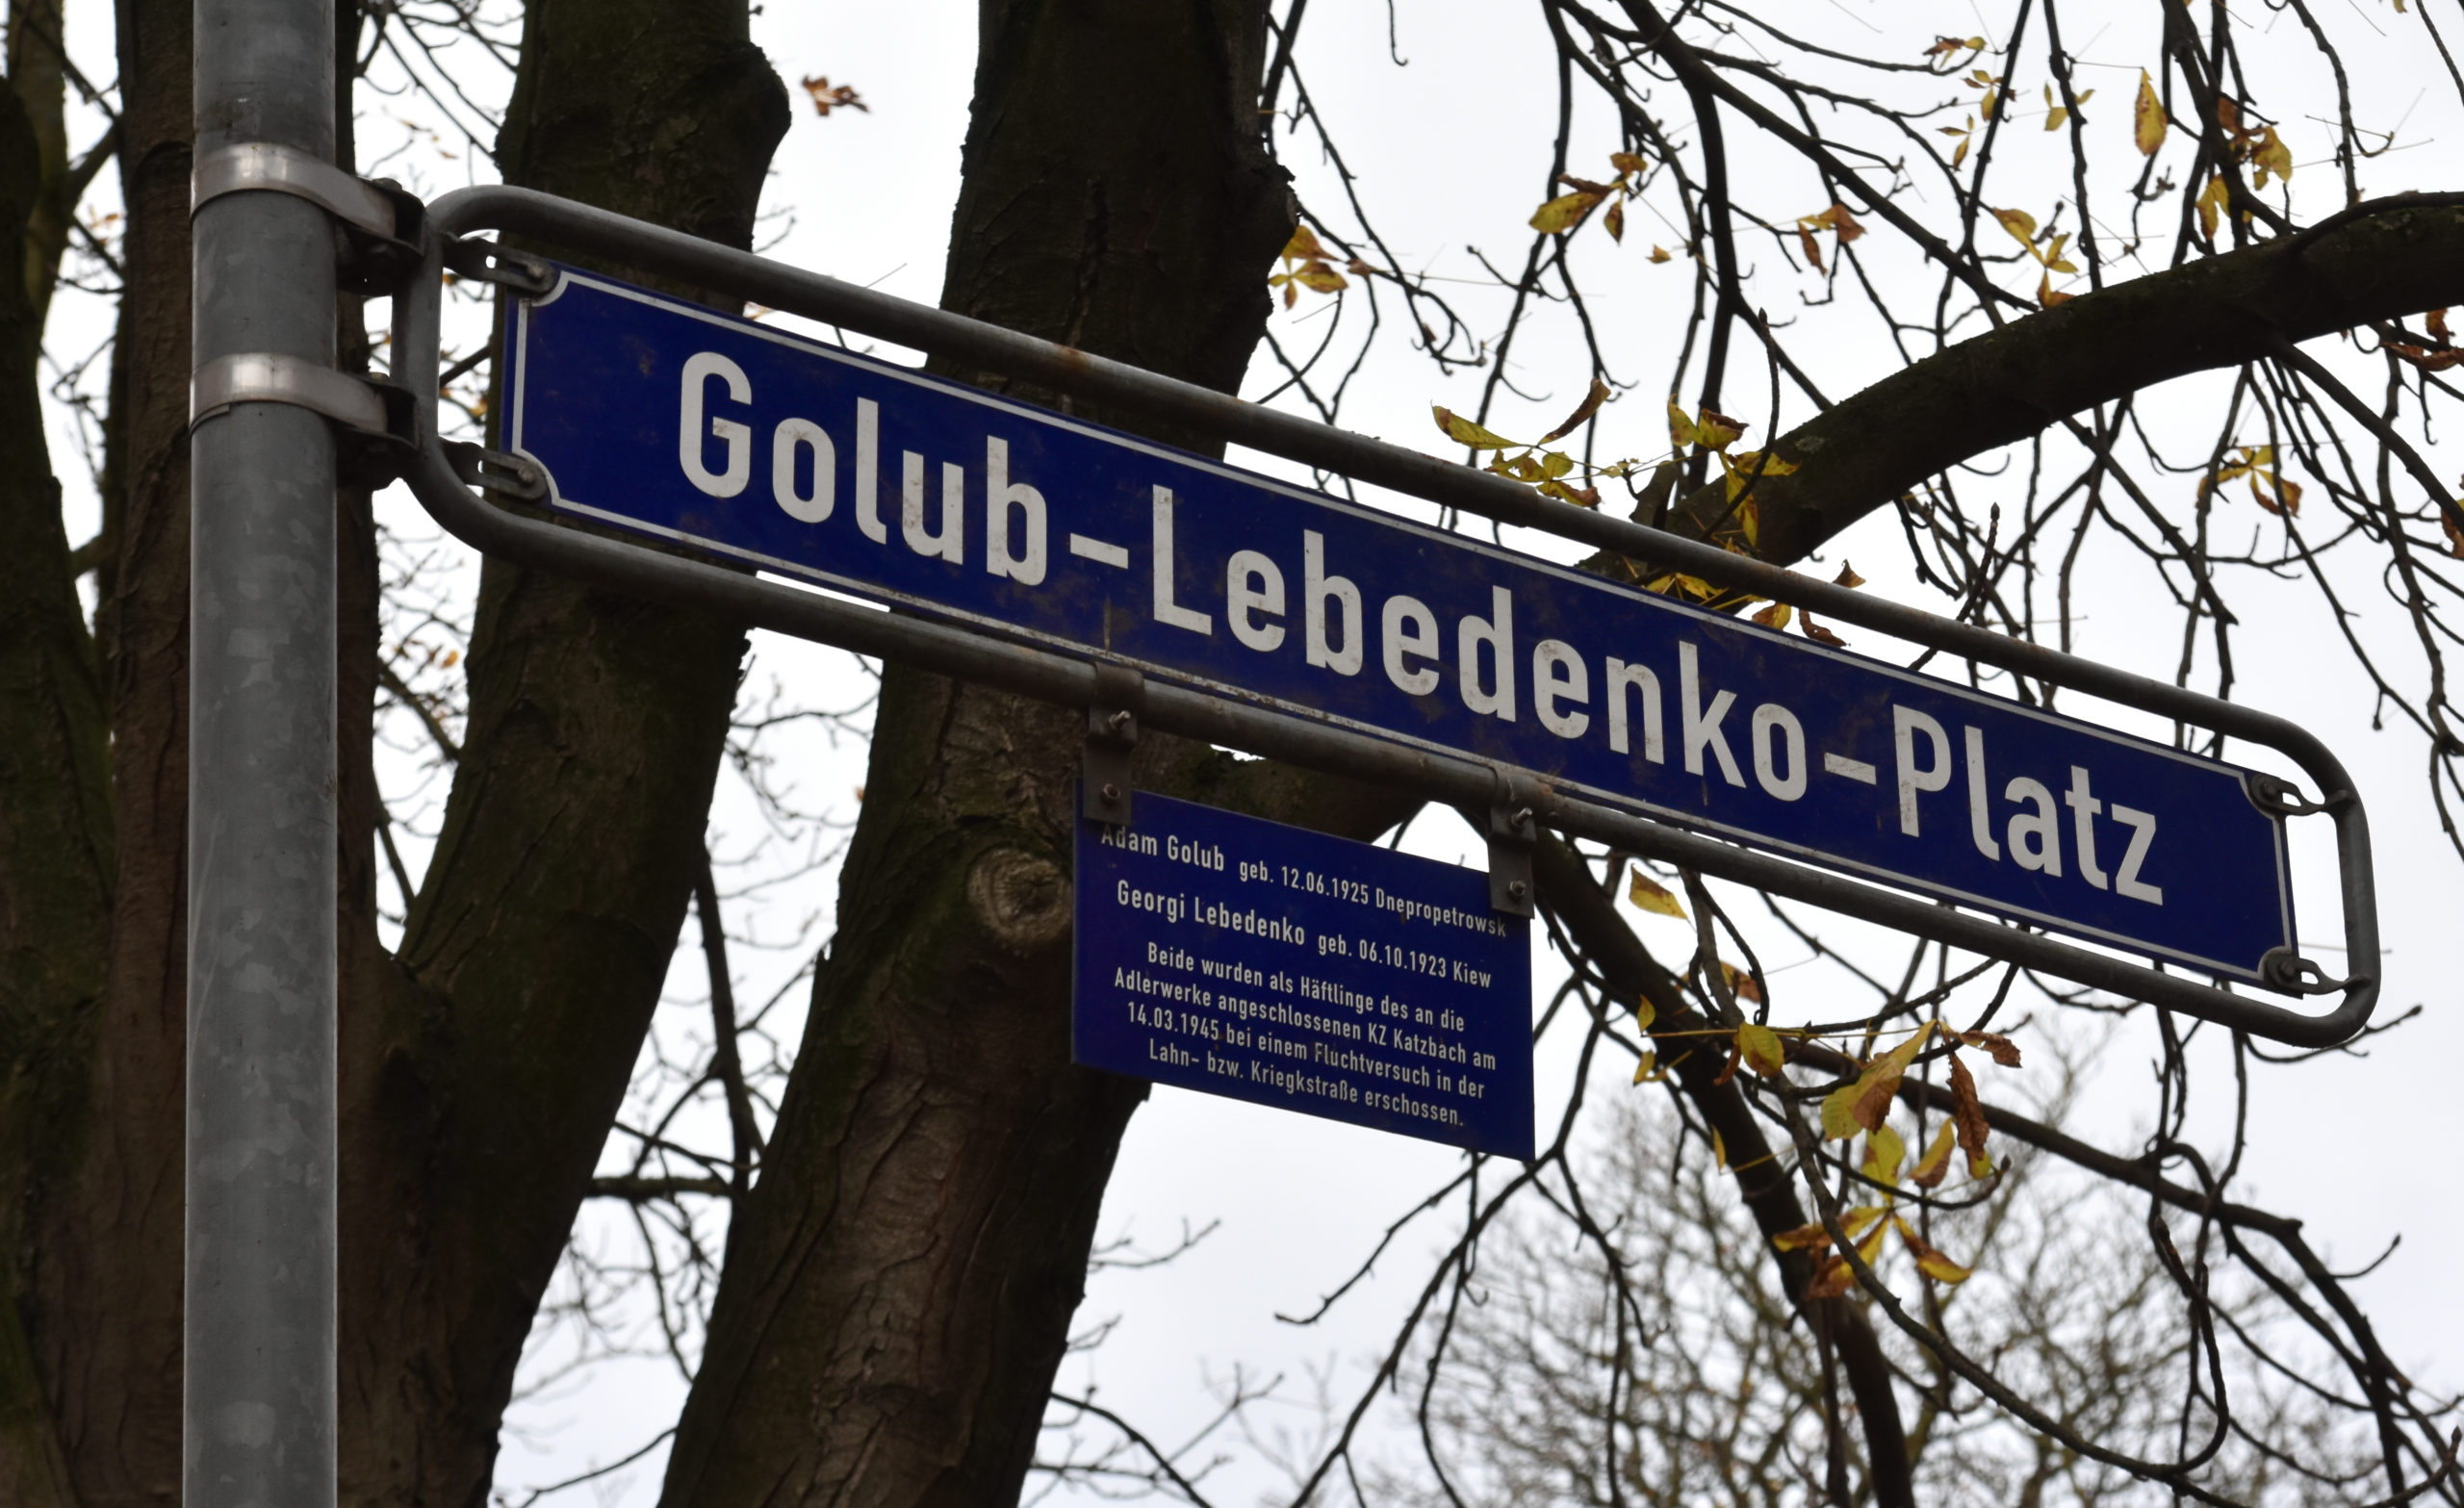 Golub-Lebedenko-Platz
Adam Golub geb. 12.06.1925 Dnepropetrowsk
Georgi Lebedenko geb. 06.10.1923 Kiew
Beide wurden als Häftlinge des an die
Adlerwerke angeschlossenen KZ Katzbach am
14.03.1945 bei einem Fluchtversuch in der
Lahn- bzw. Kriegkstraße erschossen.